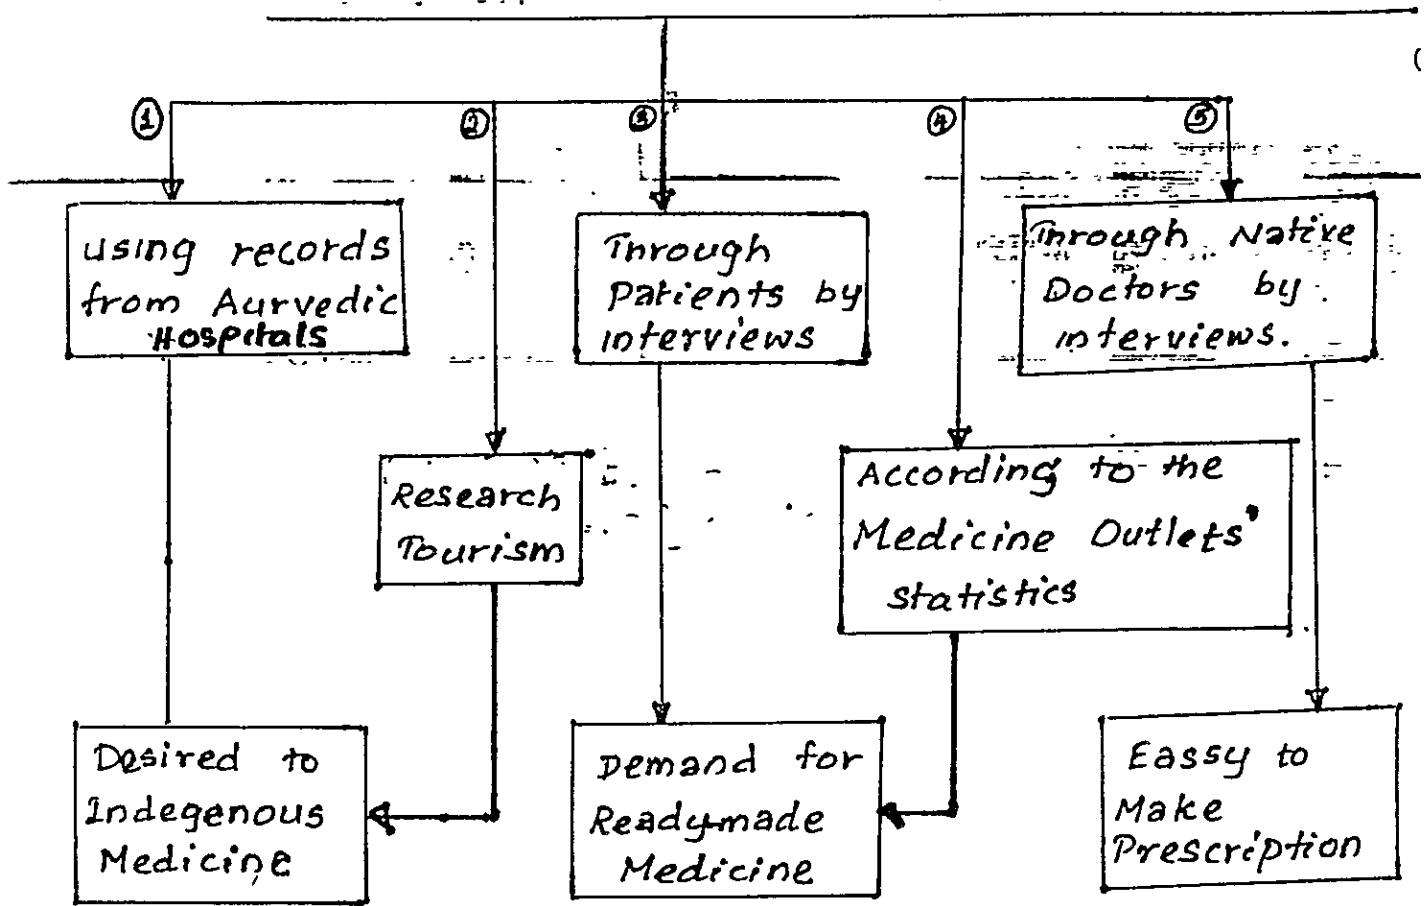 1
2
3
4
5
using records
from Aurvedic
Hospitals
Through
Patients by
interviews
Through Native
Doctors by
interviews.
Research
Tourism
According to the
Medicine Outlets'
statistics
Desired to
Indegenous
Medicine
Demand for
Readymade
Medicine
Eassy to
Make
Prescription